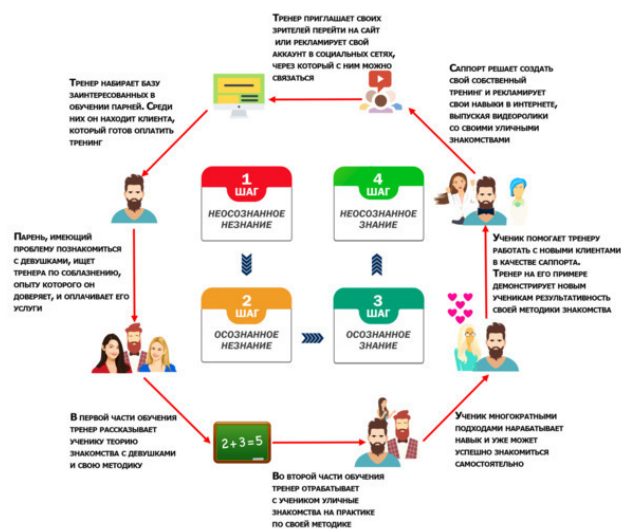 Тренер приглашает своих
зрителей перейти на сайт
или рекламирует свой
аккаунт в социальных сетях,
через который с ним можно
связаться
Саппорт решает создать
свой собственный
тренинг и рекламирует
свои навыки в интернете,
выпуская видеоролики
со своими уличными
знакомствами
Тренер набирает базу
заинтересованных в
обучении парней. Среди
них он находит клиента,
который готов оплатить
тренинг
1
ШАГ
НЕОСОЗНАННОЕ
НЕЗНАНИЕ
4
ШАГ
НЕОСОЗНАННОЕ
ЗНАНИЕ
Парень, имеющий
проблему познакомиться
с девушками, ищет
тренера по соблазнению,
опыту которого он
доверяет, и оплачивает его
услуги
2
ШАГ
ОСОЗНАННОЕ
НЕЗНАНИЕ
3
ШАГ
ОСОЗНАННОЕ
ЗНАНИЕ
Ученик помогает тренеру
работать с новыми клиентами
в качестве саппорта.
Тренер на его примере
демонстрирует новым
ученикам результативность
своей методики знакомства
В первой части обучения
тренер рассказывает
ученику теорию
знакомства с девушками
и свою методику
2+3=5
Во второй части обучения
тренер отрабатывает
с учеником уличные
знакомства на практике
по своей методике
Ученик многократными
подходами нарабатывает
навык и уже может
успешно знакомиться
самостоятельно